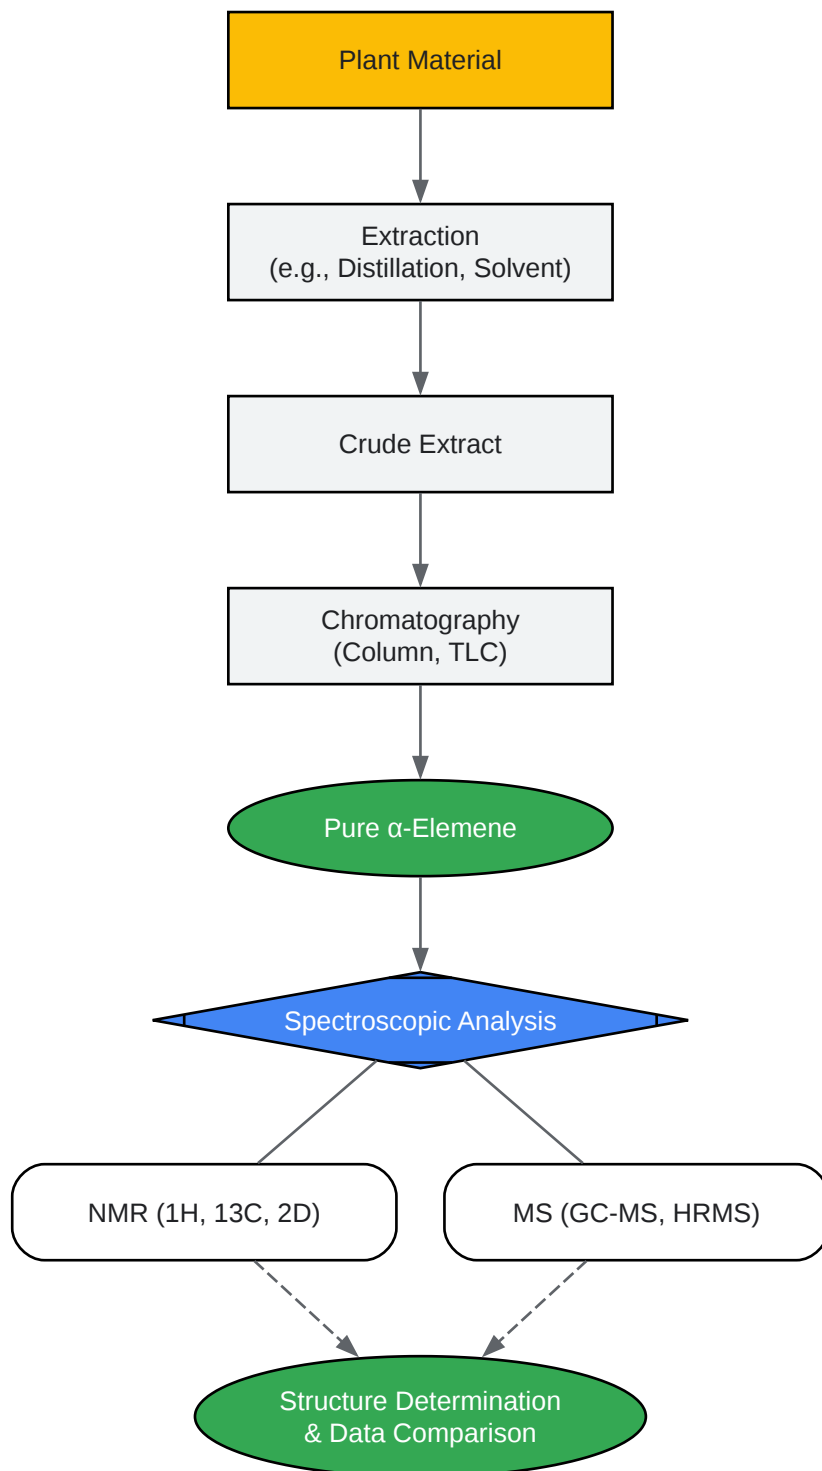 Plant Material
Extraction
(e.g., Distillation, Solvent)
Crude Extract
Chromatography
(Column, TLC)
Pure α-Elemene
Spectroscopic Analysis
NMR (1H, 13C, 2D)
MS (GC-MS, HRMS)
Structure Determination
& Data Comparison